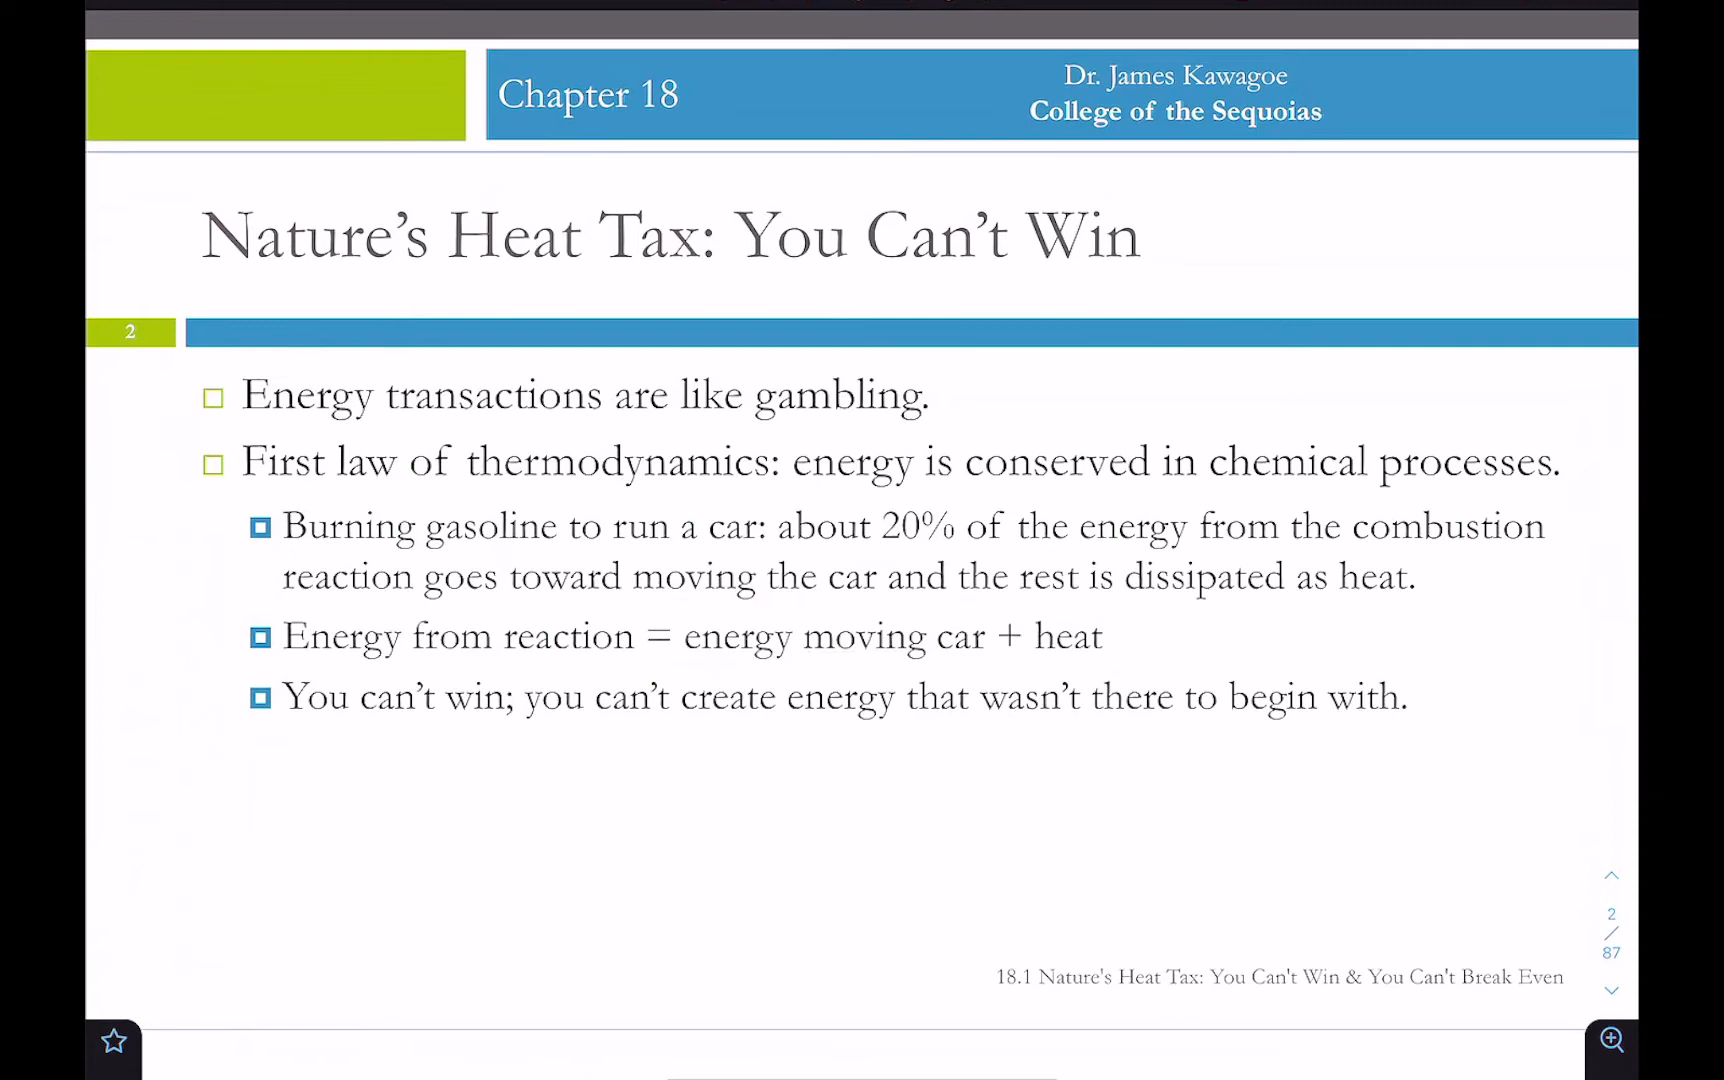 Chapter 18
Dr. James Kawagoe
College of the Sequoias
Nature’s Heat Tax: You Can’t Win
2
Energy transactions are like gambling.
First law of thermodynamics: energy is conserved in chemical processes.
Burning gasoline to run a car: about 20% of the energy from the combustion
reaction goes toward moving the car and the rest is dissipated as heat.
Energy from reaction = energy moving car + heat
You can’t win; you can’t create energy that wasn’t there to begin with.
2
/
87
18.1 Nature's Heat Tax: You Can't Win & You Can't Break Even